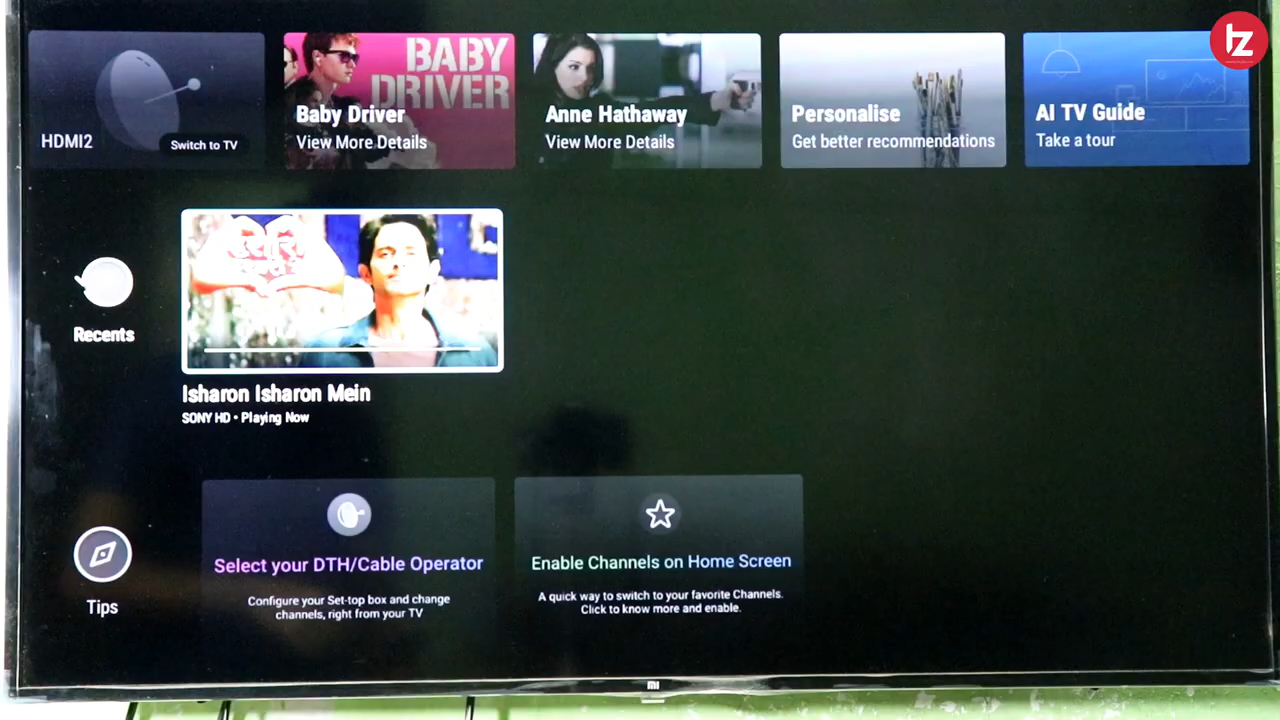 HDMI2
Switch to TV
BABY
DRIVER
Baby Driver
View More Details
Anne Hathaway
View More Details
Personalise
Get better recommendations
AI TV Guide
Take a tour
Recents
Isharon Isharon Mein
SONY HD • Playing Now
Tips
Select your DTH/Cable Operator
Configure your Set-top box and change
channels, right from your TV
Enable Channels on Home Screen
A quick way to switch to your favorite Channels.
Click to know more and enable.
mi